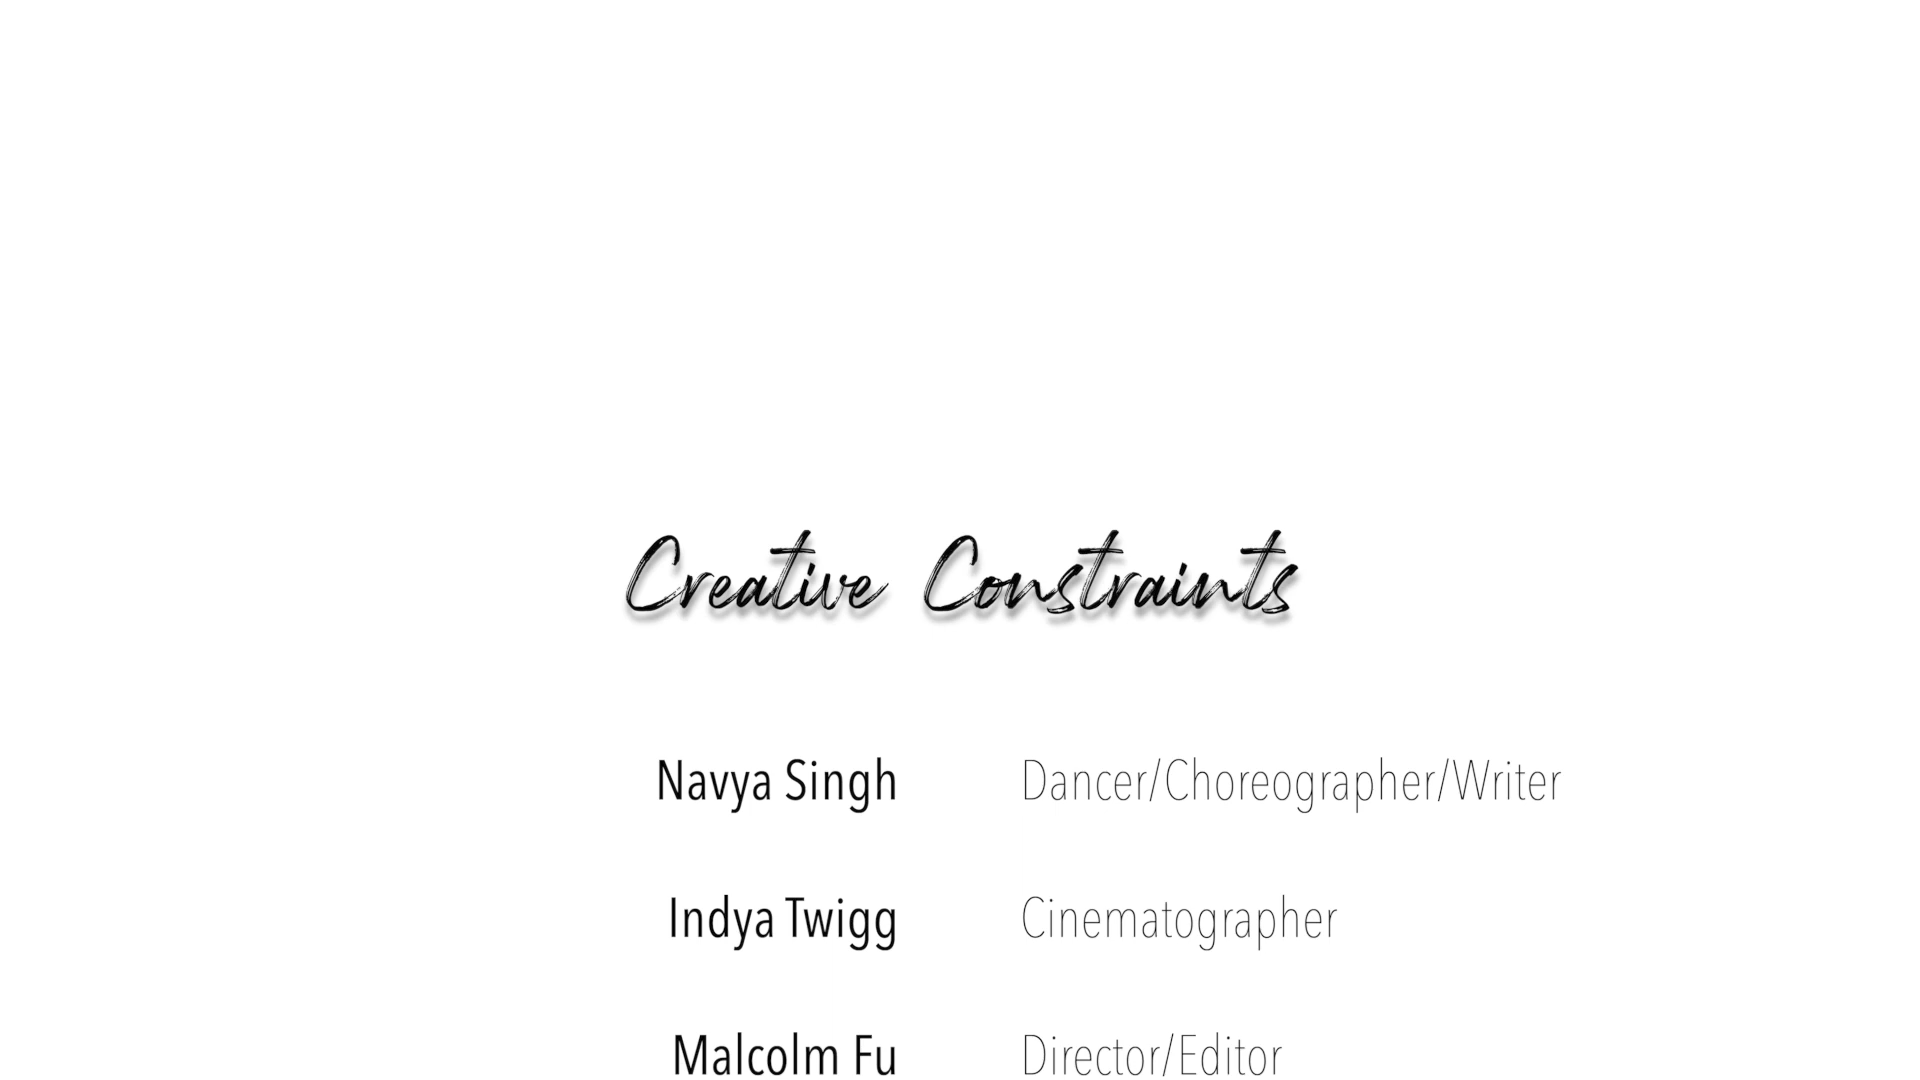 Creative Constraints
Navya Singh Dancer/Choreographer/Writer
Indya Twigg Cinematographer
Malcolm Fu Director/Editor